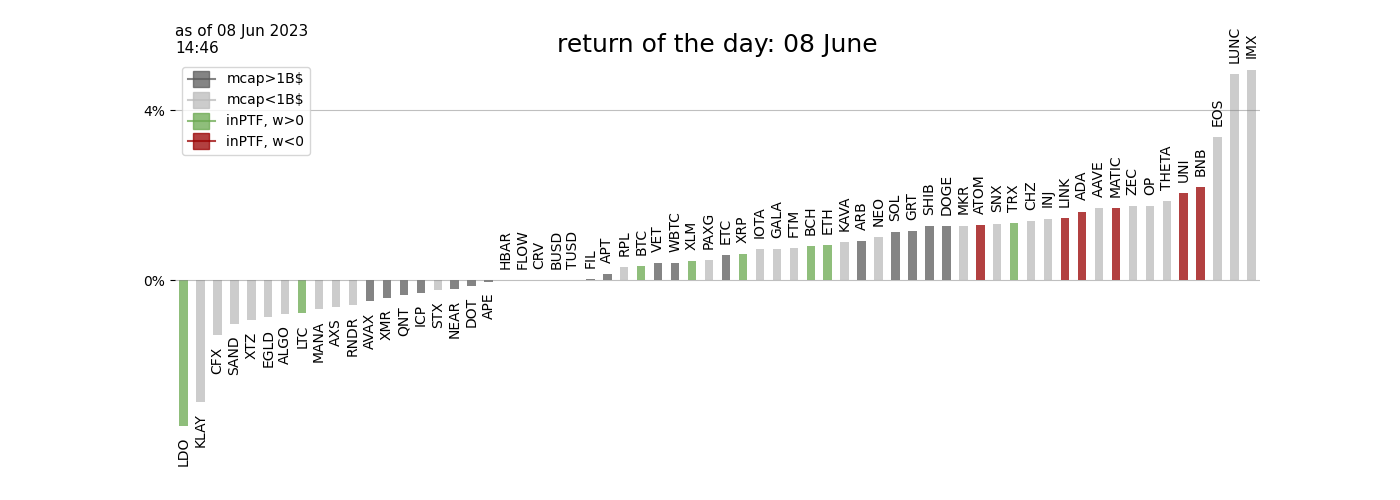 as of 08 Jun 2023
14:46
return of the day: 08 June
mcap>1B$
mcap<1B$
inPTF, w>0
inPTF, w<0
4%
0%
LDO
KLAY
CFX
SAND
XTZ
EGLD
ALGO
LTC
MANA
AXS
RNDR
AVAX
XMR
QNT
ICP
STX
NEAR
DOT
APE
HBAR
FLOW
CRV
BUSD
TUSD
FIL
APT
RPL
BTC
VET
WBTC
XLM
PAXG
ETC
XRP
IOTA
GALA
FTM
BCH
ETH
KAVA
ARB
NEO
SOL
GRT
SHIB
DOGE
MKR
ATOM
SNX
TRX
CHZ
INJ
LINK
ADA
AAVE
MATIC
ZEC
OP
THETA
UNI
BNB
EOS
LUNC
IMX